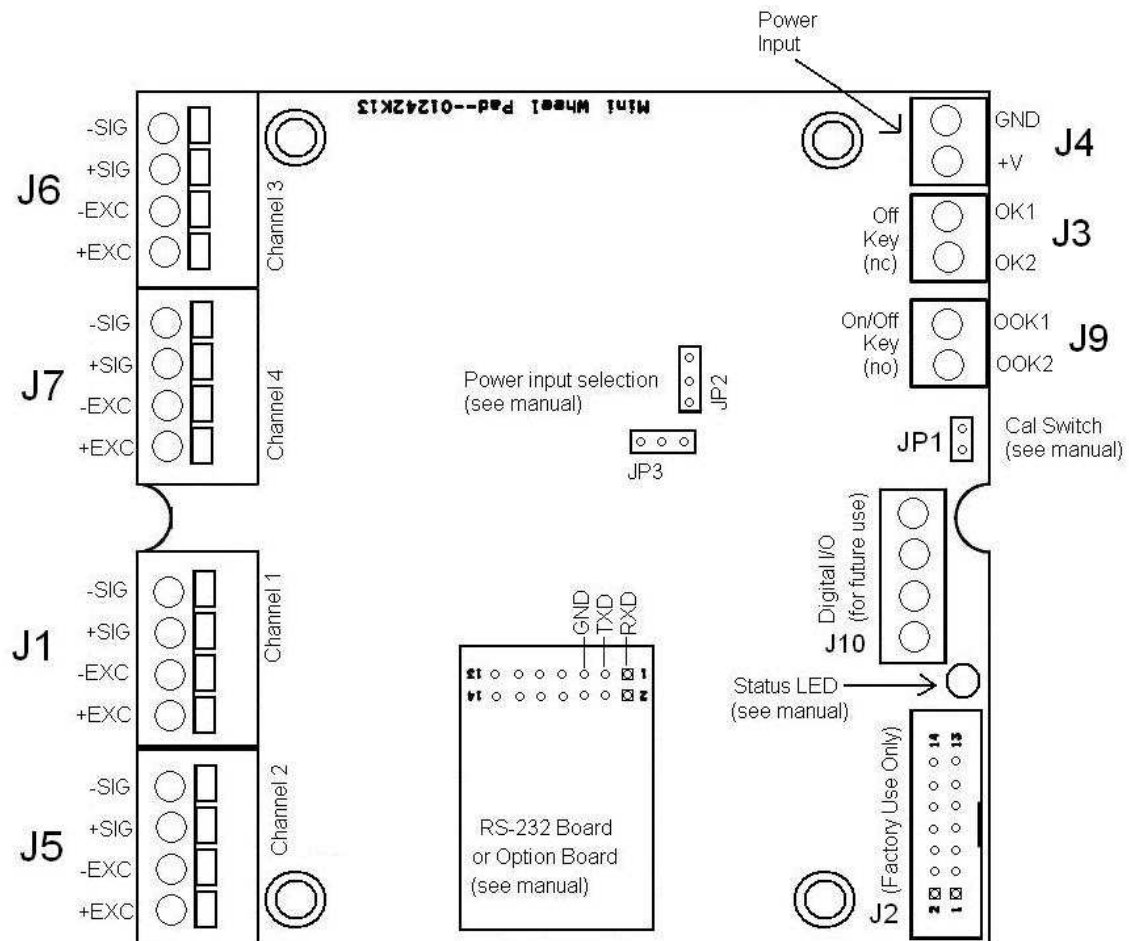 Power
Input
Mini Wheel Pad--01242K13
J6
-SIG
+SIG
-EXC
+EXC
Channel 3
GND
+V
J4
Off
Key
(nc)
OK1
OK2
J3
J7
-SIG
+SIG
-EXC
+EXC
Channel 4
On/Off
Key
(no)
OOK1
OOK2
J9
Power input selection
(see manual)
JP2
JP3
JP1
Cal Switch
(see manual)
J1
-SIG
+SIG
-EXC
+EXC
Channel 1
Digital I/O
(for future use)
J10
GND
TXD
RXD
13
1
14
2
Status LED
(see manual)
J5
-SIG
+SIG
-EXC
+EXC
Channel 2
RS-232 Board
or Option Board
(see manual)
(Factory Use Only)
J2
14
13
2
1